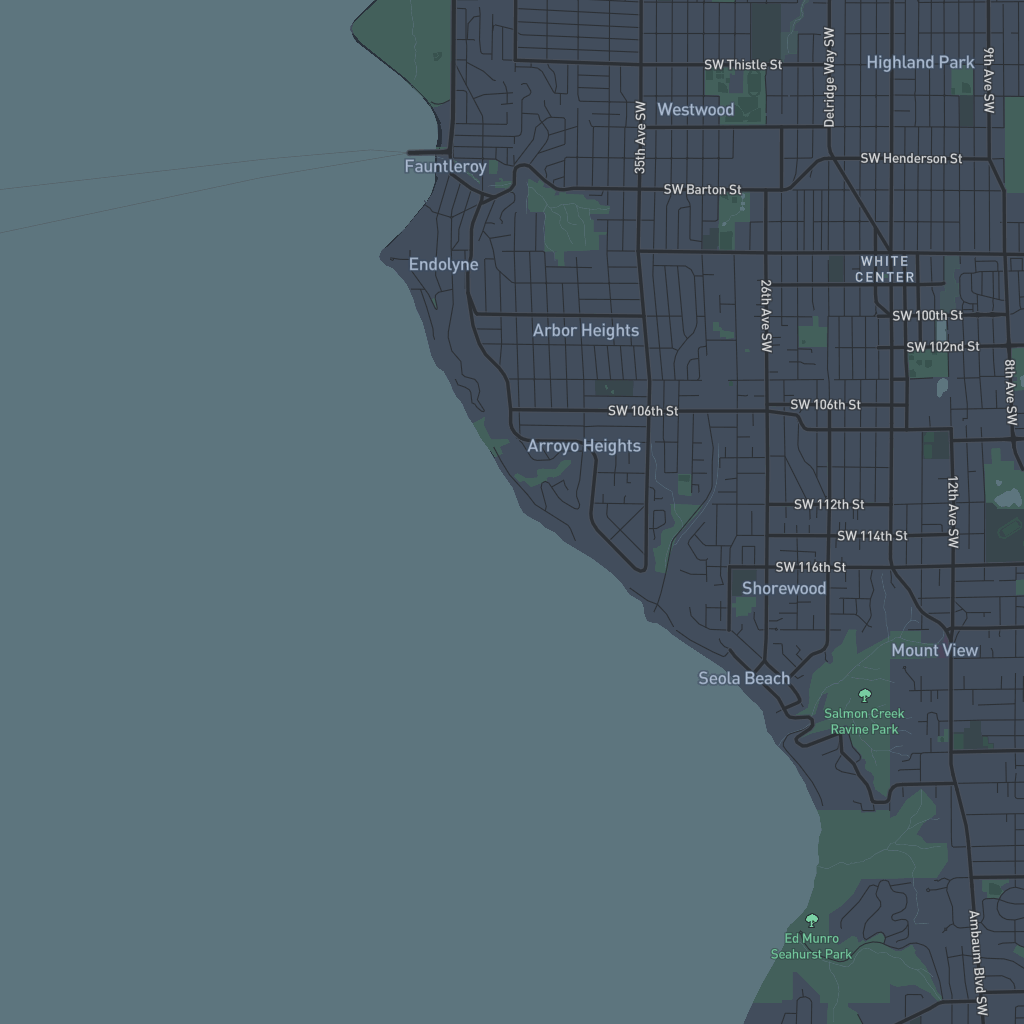 SW Thistle St
Delridge Way SW
Highland Park
9th Ave SW
Westwood
35th Ave SW
Fauntleroy
SW Henderson St
SW Barton St
Endolyne
WHITE
CENTER
26th Ave SW
SW 100th St
Arbor Heights
SW 102nd St
8th Ave SW
SW 106th St
SW 106th St
Arroyo Heights
12th Ave SW
SW 112th St
SW 114th St
SW 116th St
Shorewood
Mount View
Seola Beach
Salmon Creek
Ravine Park
Ambaum Blvd SW
Ed Munro
Seahurst Park